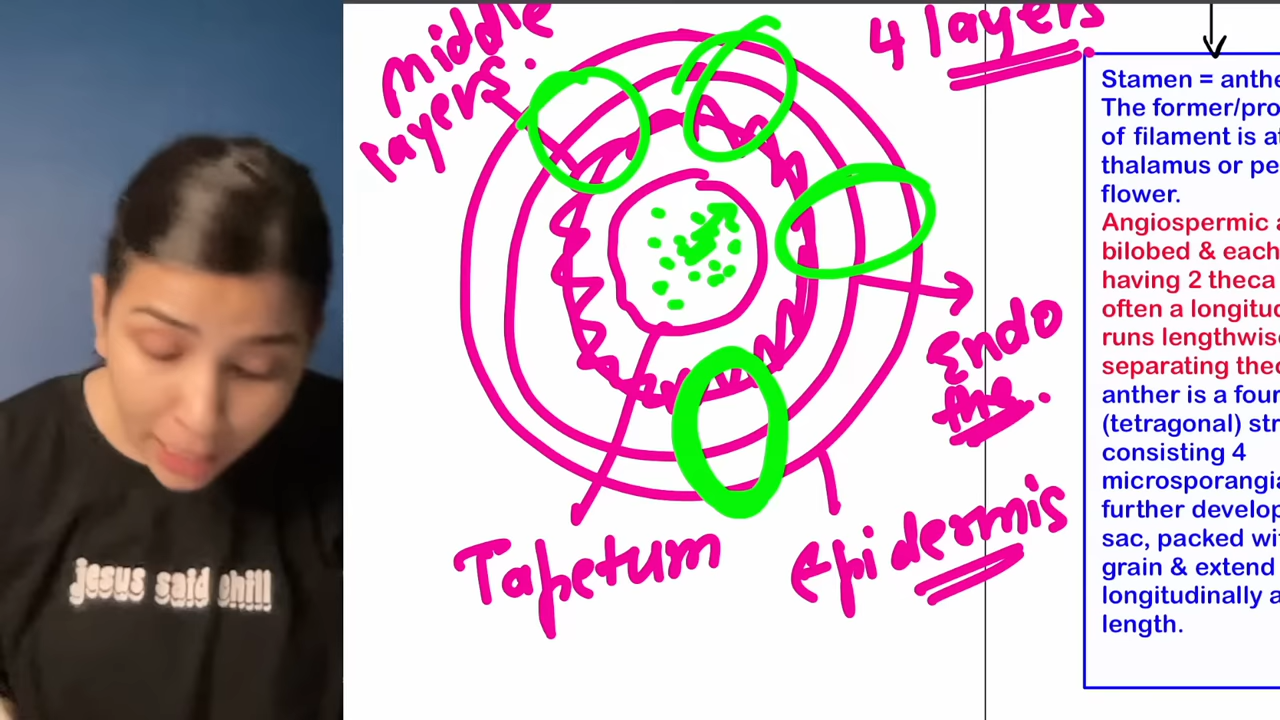 middle
layers.
4 layers
Endo
the.
Tapetum
epidermis
jesus said chill
Stamen = anthe
The former/pro
of filament is a
thalamus or pe
flower.
Angiospermic a
bilobed & each
having 2 theca
often a longitud
runs lengthwise
separating thec
anther is a four
(tetragonal) str
consisting 4
microsporangia
further develop
sac, packed wi
grain & extend
longitudinally a
length.